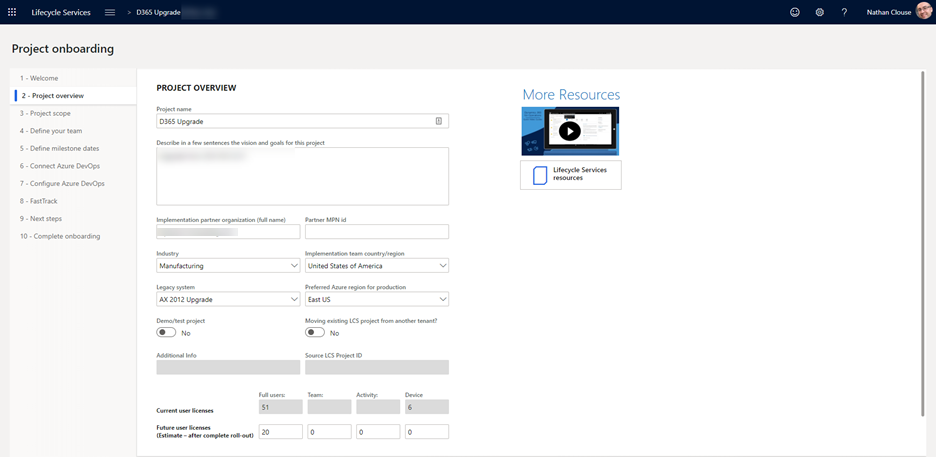 Lifecycle Services > D365 Upgrade ? Nathan Clouse
Project onboarding
1 - Welcome
2 - Project overview
3 - Project scope
4 - Define your team
5 - Define milestone dates
6 - Connect Azure DevOps
7 - Configure Azure DevOps
8 - FastTrack
9 - Next steps
10 - Complete onboarding
PROJECT OVERVIEW
Project name
D365 Upgrade
Describe in a few sentences the vision and goals for this project
Implementation partner organization (full name) Partner MPN id
Industry Implementation team country/region
Manufacturing United States of America
Legacy system Preferred Azure region for production
AX 2012 Upgrade East US
Demo/test project Moving existing LCS project from another tenant?
No No
Additional Info Source LCS Project ID
Full users: Team: Activity: Device
Current user licenses 51 6
Future user licenses
(Estimate – after complete roll-out) 20 0 0 0
More Resources
Lifecycle Services
resources